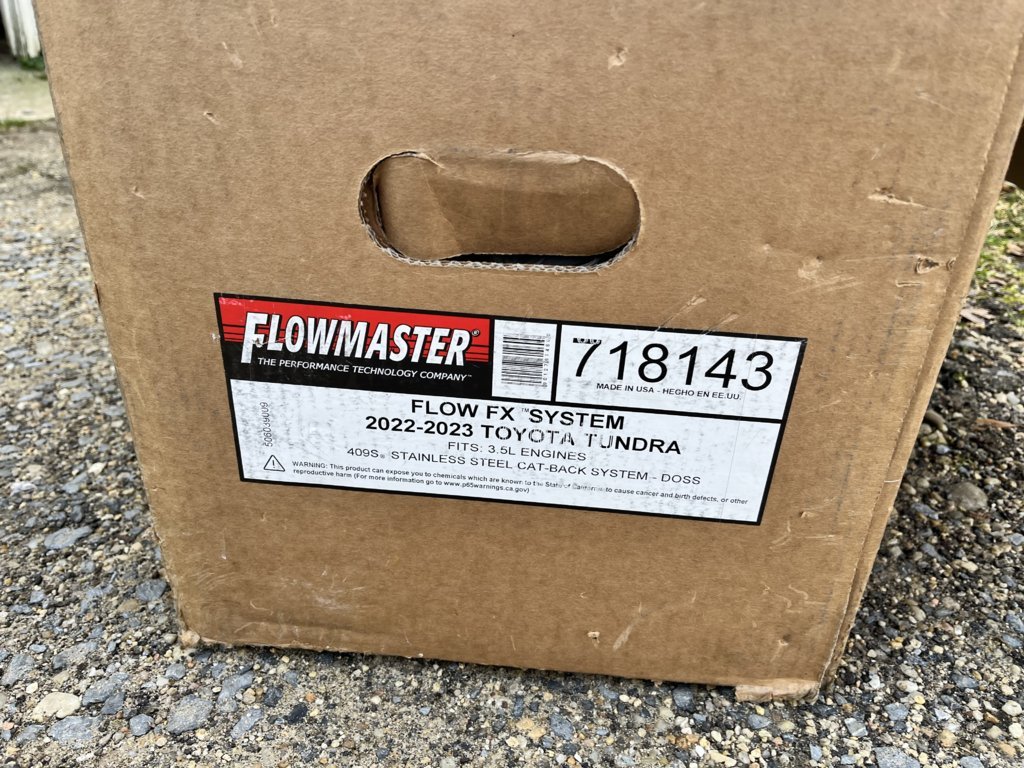 FLOWMASTER®
THE PERFORMANCE TECHNOLOGY COMPANY™
718143
MADE IN USA - HECHO EN EE.UU.
FLOW FX ™SYSTEM
2022-2023 TOYOTA TUNDRA
FITS: 3.5L ENGINES
409S® STAINLESS STEEL CAT-BACK SYSTEM - DOSS
WARNING: This product can expose you to chemicals which are known to the State of California to cause cancer and birth defects, or other
reproductive harm (For more information go to www.p65warnings.ca.gov)